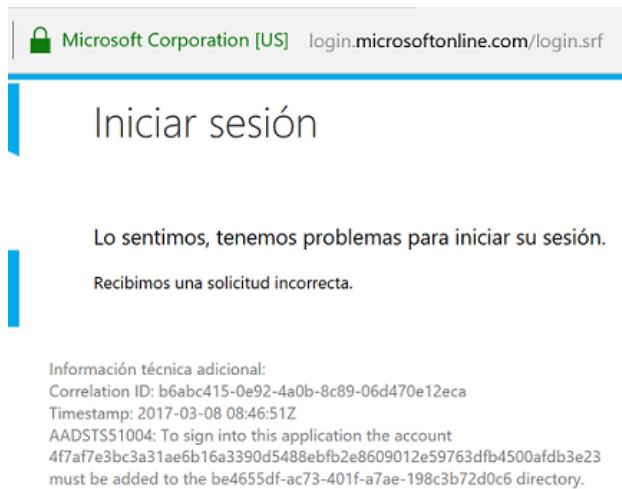 Microsoft Corporation [US] login.microsoftonline.com/login.srf
Iniciar sesión
Lo sentimos, tenemos problemas para iniciar su sesión.
Recibimos una solicitud incorrecta.
Información técnica adicional:
Correlation ID: b6abc415-0e92-4a0b-8c89-06d470e12eca
Timestamp: 2017-03-08 08:46:51Z
AADSTS51004: To sign into this application the account
4f7af7e3bc3a31ae6b16a3390d5488ebfb2e8609012e59763dfb4500afdb3e23
must be added to the be4655df-ac73-401f-a7ae-198c3b72d0c6 directory.